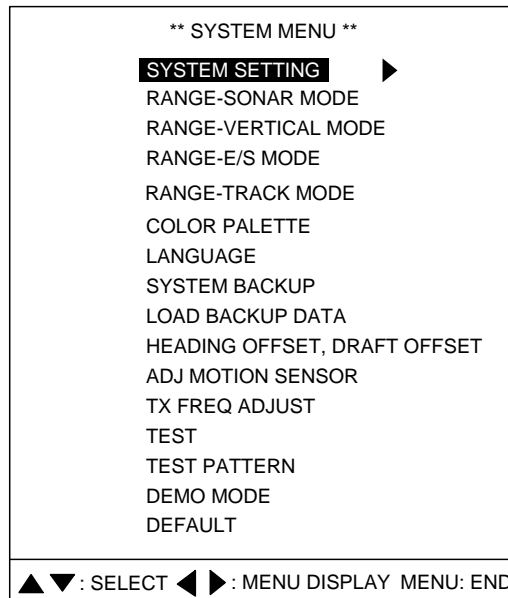 ** SYSTEM MENU **
SYSTEM SETTING ▶
RANGE-SONAR MODE
RANGE-VERTICAL MODE
RANGE-E/S MODE
RANGE-TRACK MODE
COLOR PALETTE
LANGUAGE
SYSTEM BACKUP
LOAD BACKUP DATA
HEADING OFFSET, DRAFT OFFSET
ADJ MOTION SENSOR
TX FREQ ADJUST
TEST
TEST PATTERN
DEMO MODE
DEFAULT
▲ ▼: SELECT ◀ ▶: MENU DISPLAY MENU: END